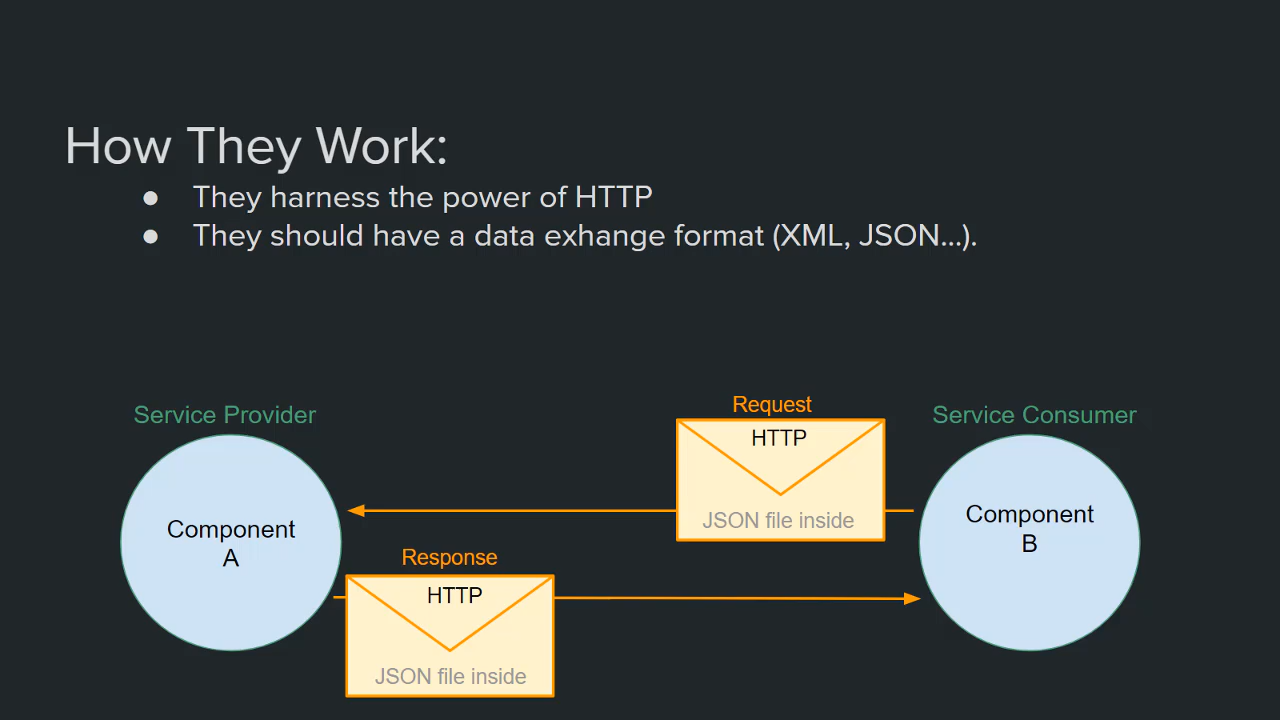 How They Work:
● They harness the power of HTTP
● They should have a data exhange format (XML, JSON...).
Service Provider
Component
A
Request
HTTP
JSON file inside
Service Consumer
Component
B
Response
HTTP
JSON file inside